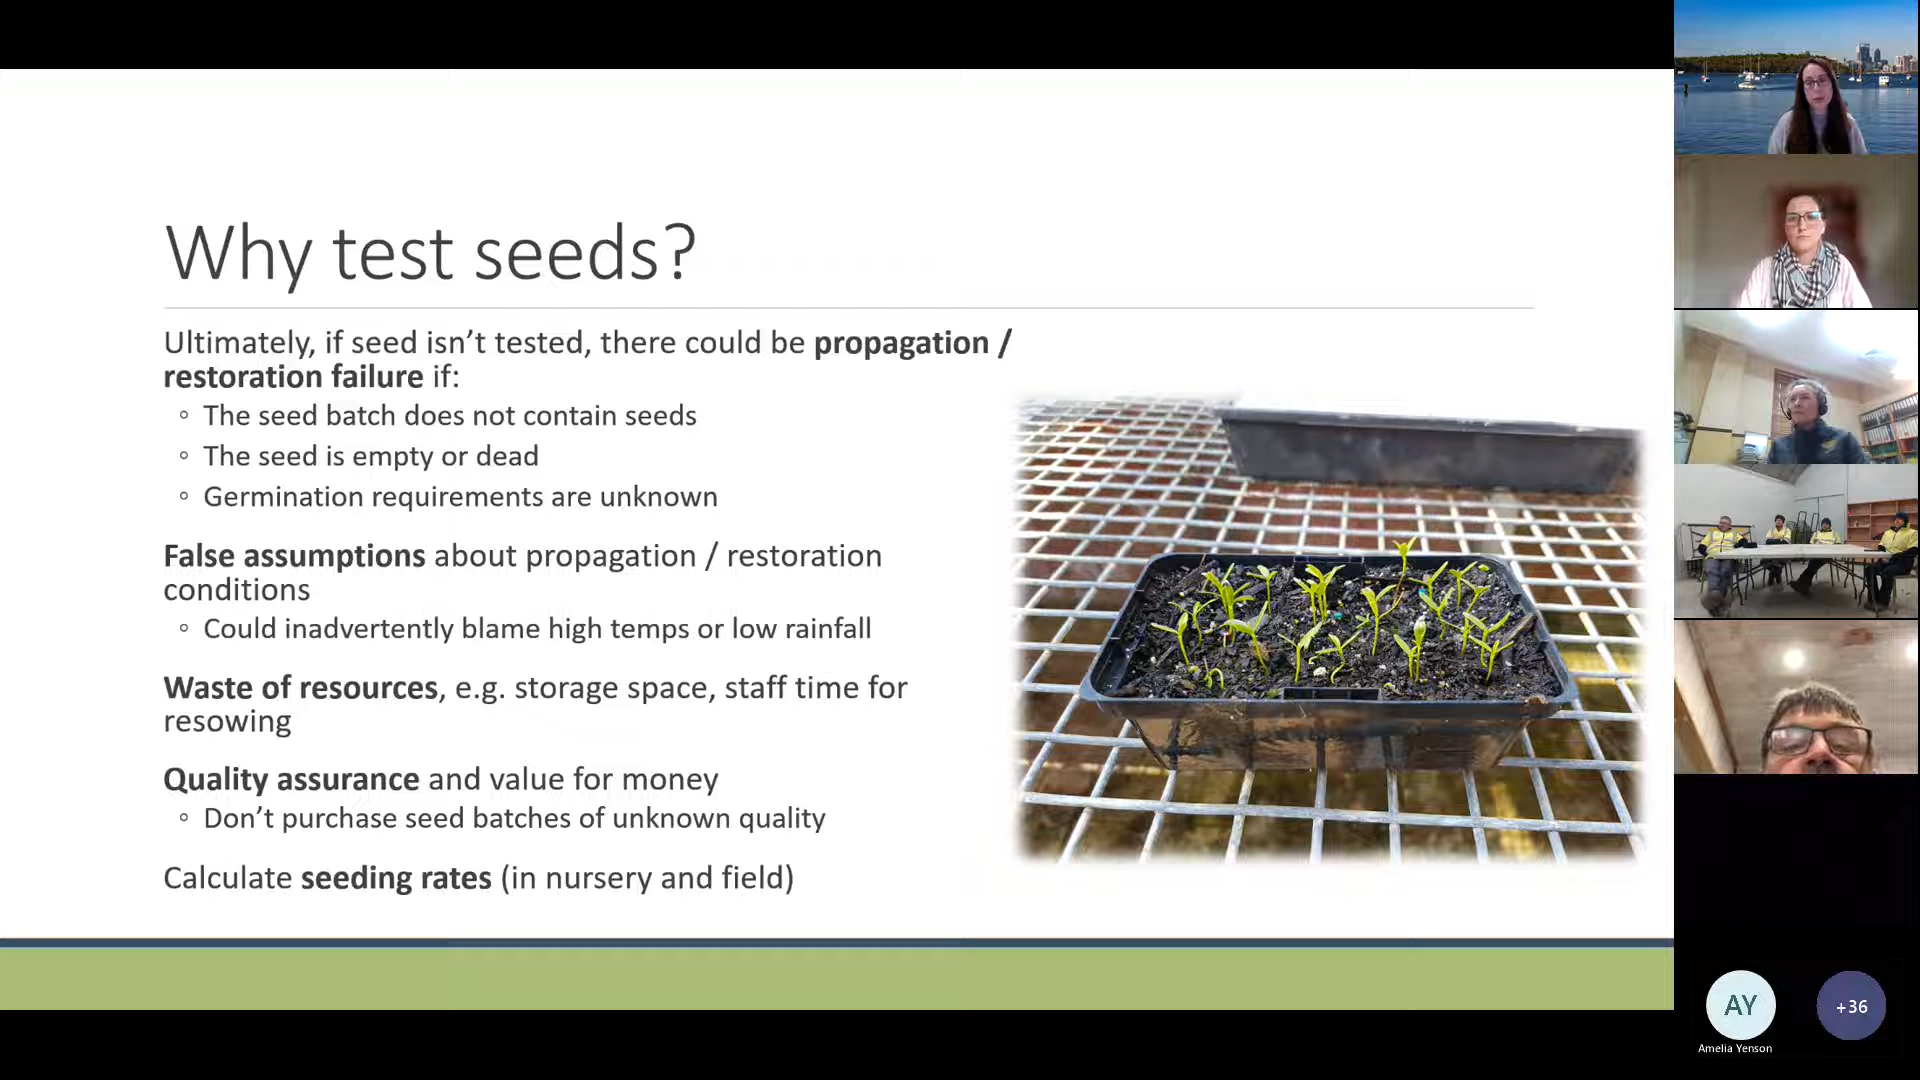 Why test seeds?
Ultimately, if seed isn’t tested, there could be propagation /
restoration failure if:
◦ The seed batch does not contain seeds
◦ The seed is empty or dead
◦ Germination requirements are unknown
False assumptions about propagation / restoration
conditions
◦ Could inadvertently blame high temps or low rainfall
Waste of resources, e.g. storage space, staff time for
resowing
Quality assurance and value for money
◦ Don’t purchase seed batches of unknown quality
Calculate seeding rates (in nursery and field)
AY
+36
Amelia Yenson